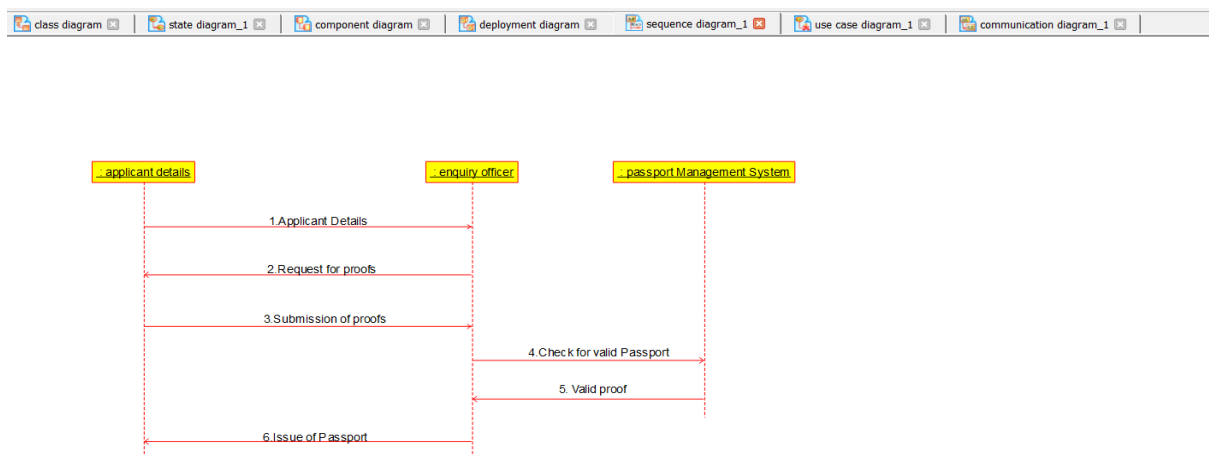 class diagram
state diagram_1
component diagram
deployment diagram
sequence diagram_1
use case diagram_1
communication diagram_1
: applicant details
: enquiry officer
: passport Management System
1.Applicant Details
2.Request for proofs
3.Submission of proofs
4.Check for valid Passport
5. Valid proof
6.Issue of Passport